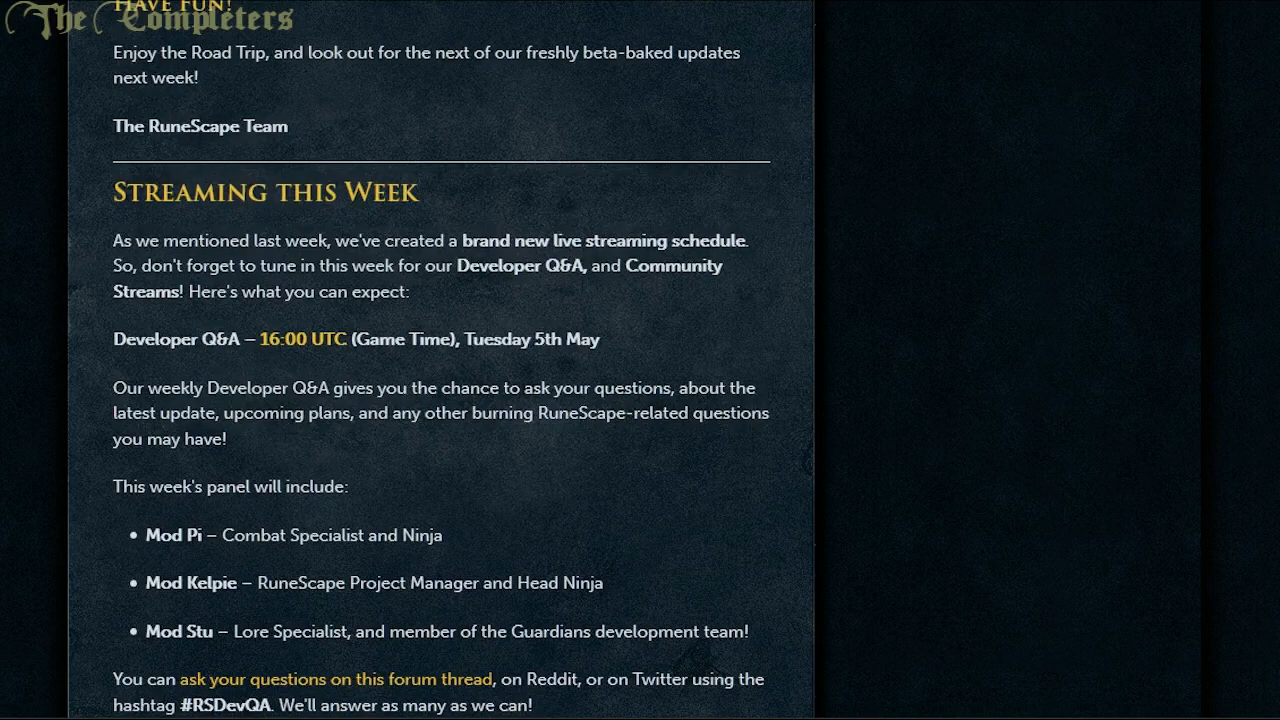 The Completers
Have Fun!
Enjoy the Road Trip, and look out for the next of our freshly beta-baked updates
next week!
The RuneScape Team
Streaming this Week
As we mentioned last week, we've created a brand new live streaming schedule.
So, don't forget to tune in this week for our Developer Q&A, and Community
Streams! Here's what you can expect:
Developer Q&A – 16:00 UTC (Game Time), Tuesday 5th May
Our weekly Developer Q&A gives you the chance to ask your questions, about the
latest update, upcoming plans, and any other burning RuneScape-related questions
you may have!
This week's panel will include:
• Mod Pi – Combat Specialist and Ninja
• Mod Kelpie – RuneScape Project Manager and Head Ninja
• Mod Stu – Lore Specialist, and member of the Guardians development team!
You can ask your questions on this forum thread, on Reddit, or on Twitter using the
hashtag #RSDevQA. We'll answer as many as we can!